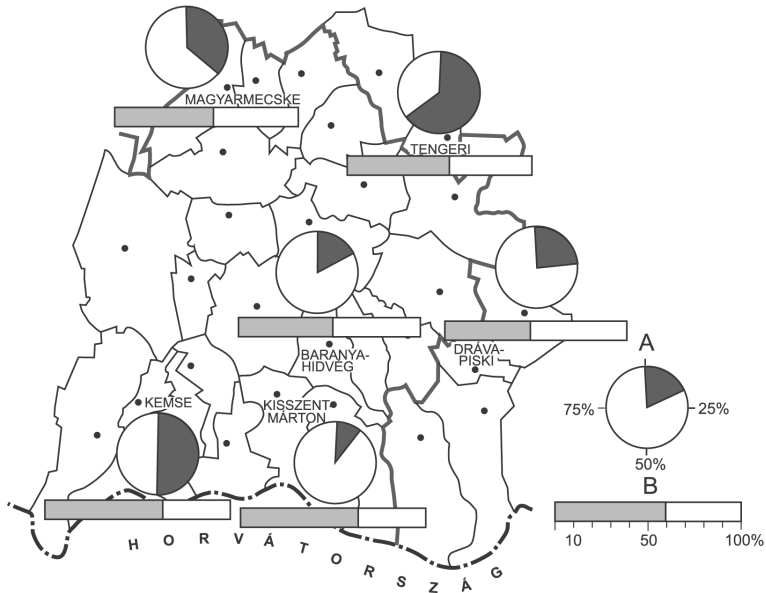 MAGYARMECSKE
TENGERI
BARANYA-
HIDVÉG
DRÁVA-
PISKI
KEMSE
KISSZENT-
MÁRTON
HORVÁTORSZÁG
A
75%
25%
50%
B
10 50 100%